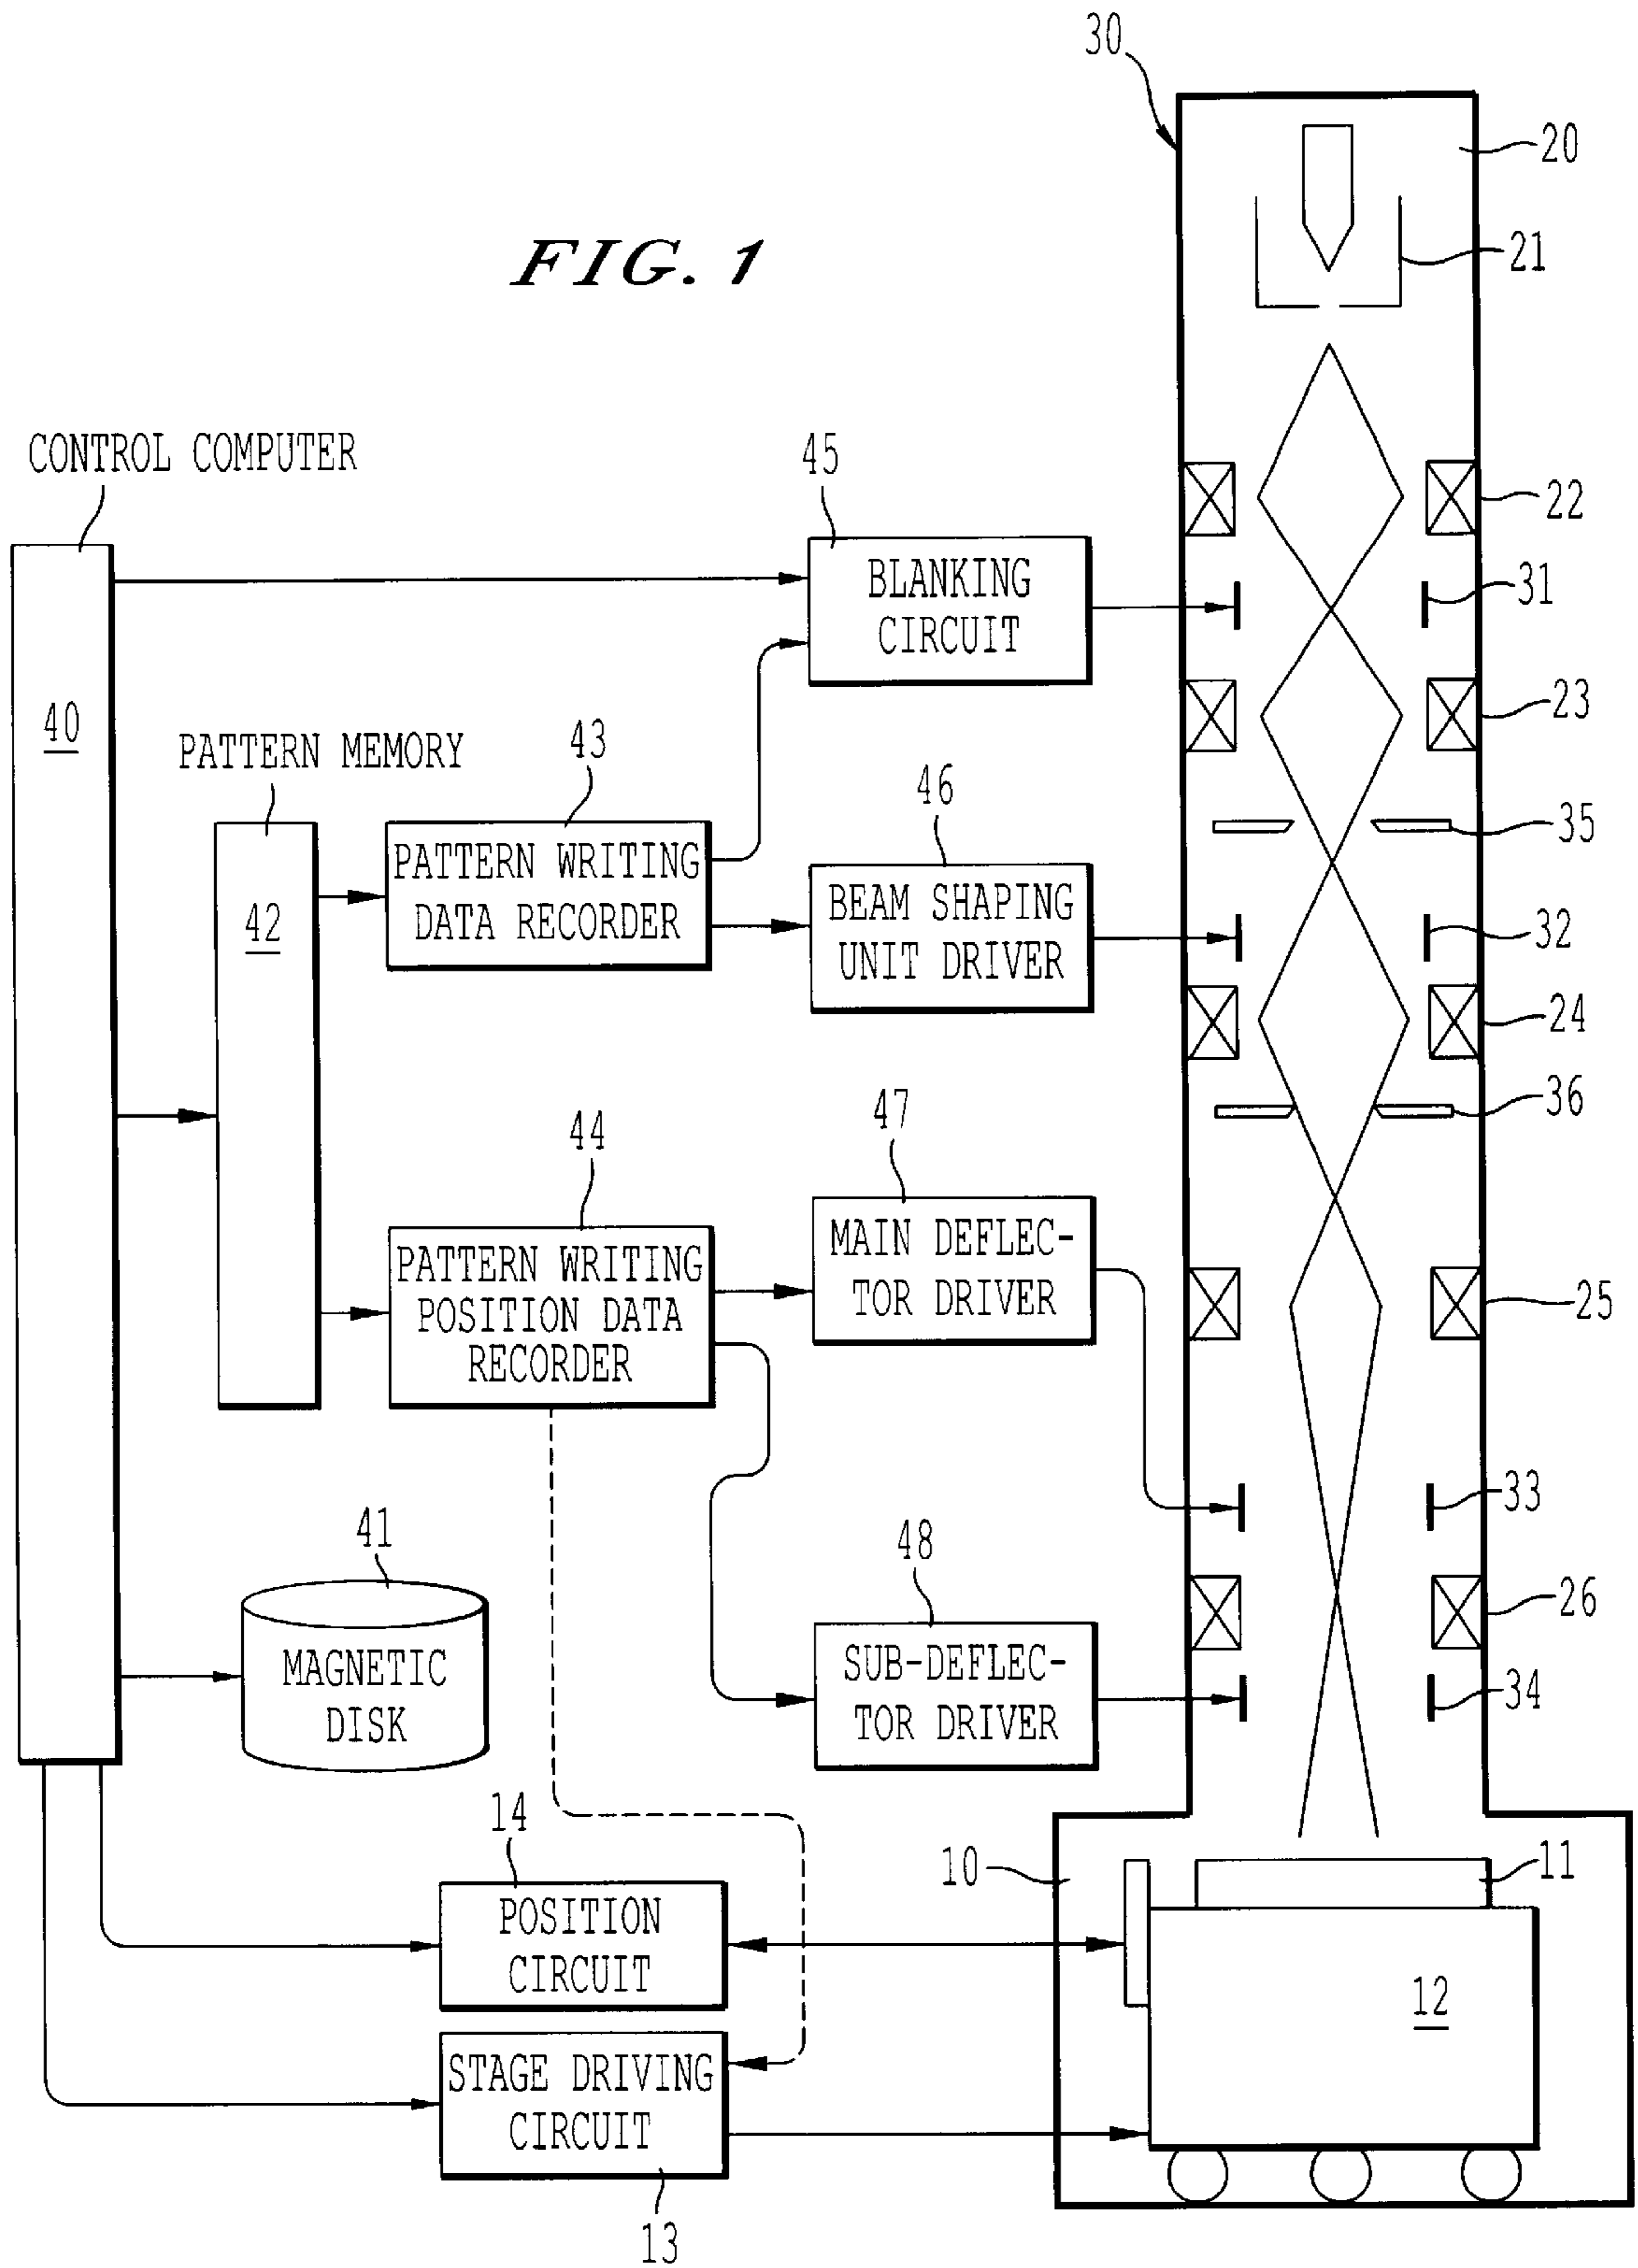 30
20
FIG. 1
21
CONTROL COMPUTER
45
22
BLANKING
CIRCUIT
31
40
PATTERN MEMORY
43
23
46
35
PATTERN WRITING
DATA RECORDER
42
BEAM SHAPING
UNIT DRIVER
32
24
36
44
47
PATTERN WRITING
POSITION DATA
RECORDER
MAIN DEFLEC-
TOR DRIVER
25
33
41
48
26
MAGNETIC
DISK
SUB-DEFLEC-
TOR DRIVER
34
14
10
11
POSITION
CIRCUIT
12
STAGE DRIVING
CIRCUIT
13